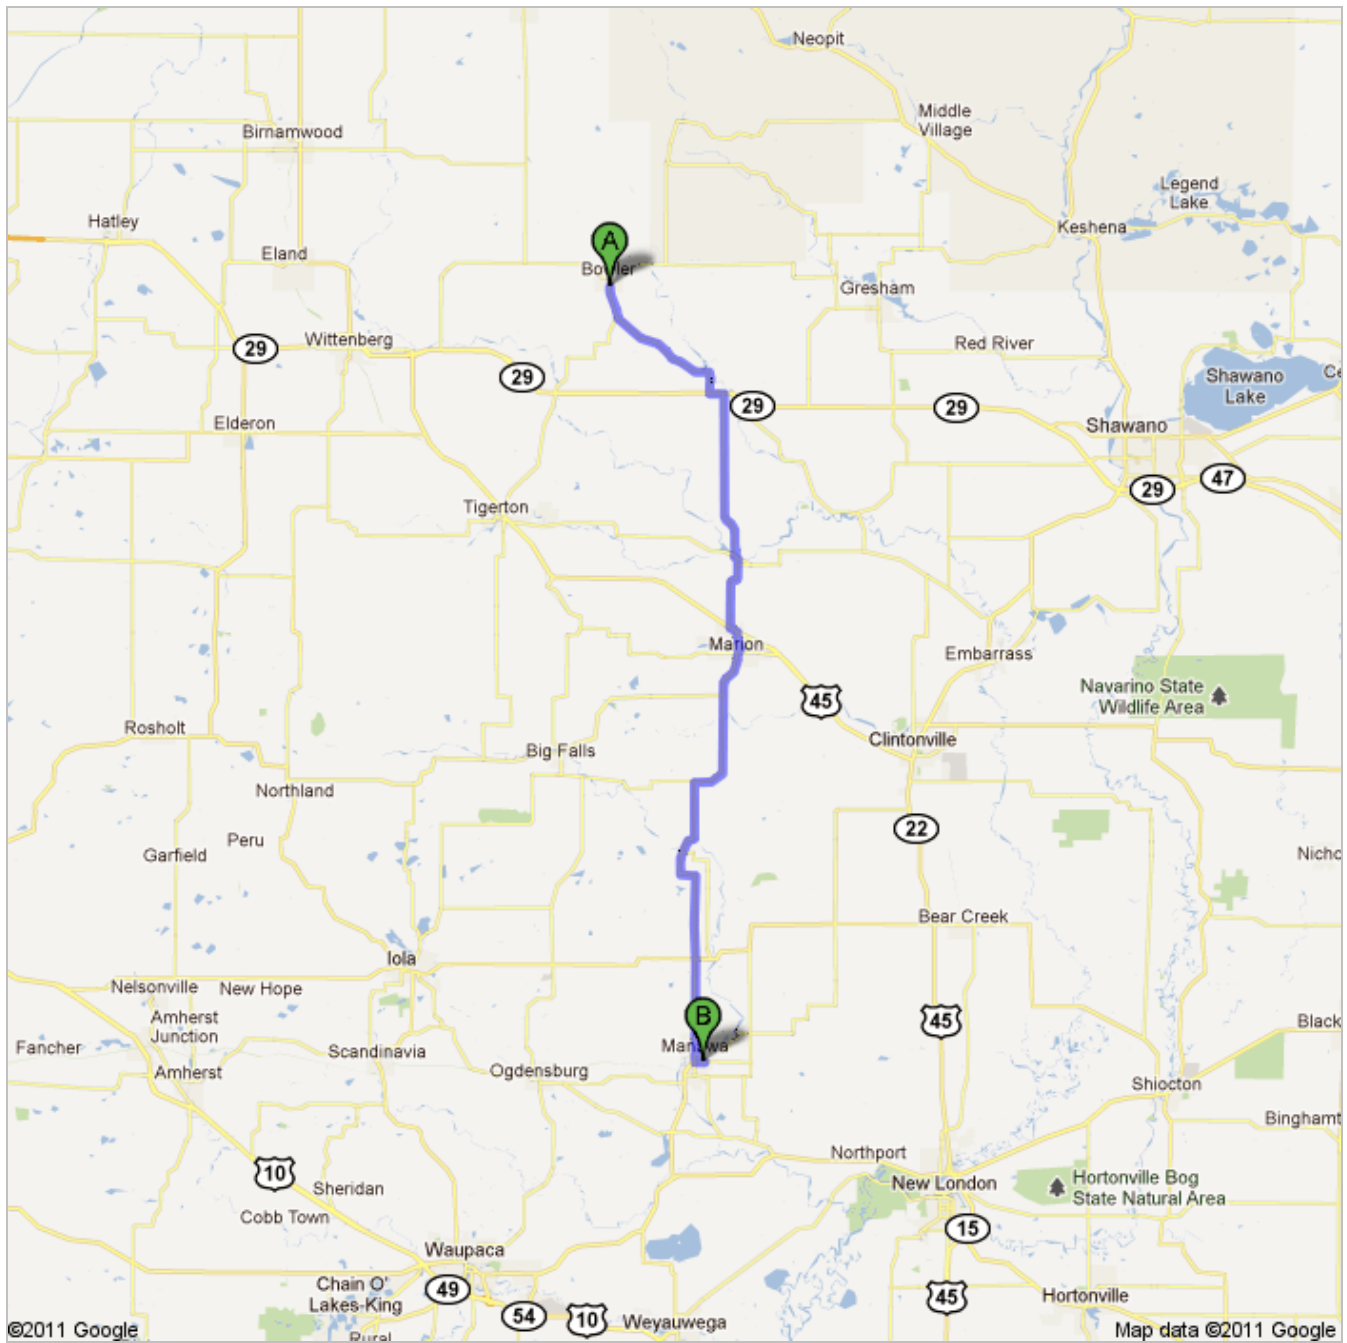 Neopit
Middle
Village
Birnamwood
Legend
Lake
Hatley
Keshena
A
Eland
Bowler
Gresham
Wittenberg
29
Red River
29
Shawano
Lake
29
29
Elderon
Shawano
47
29
Tigerton
Marion
Embarrass
Navarino State
Wildlife Area
45
Rosholt
Clintonville
Big Falls
Northland
22
Peru
Garfield
Bear Creek
Iola
Nelsonville
New Hope
B
45
Amherst
Junction
Black
Fancher
Scandinavia
Manawa
Amherst
Ogdensburg
Shiocton
Binghamt
Northport
10
Sheridan
New London
Hortonville Bog
State Natural Area
Cobb Town
15
Waupaca
Chain O'
Lakes-King
49
45
Hortonville
54
10
Weyauwega
Rural
©2011 Google
Map data ©2011 Google